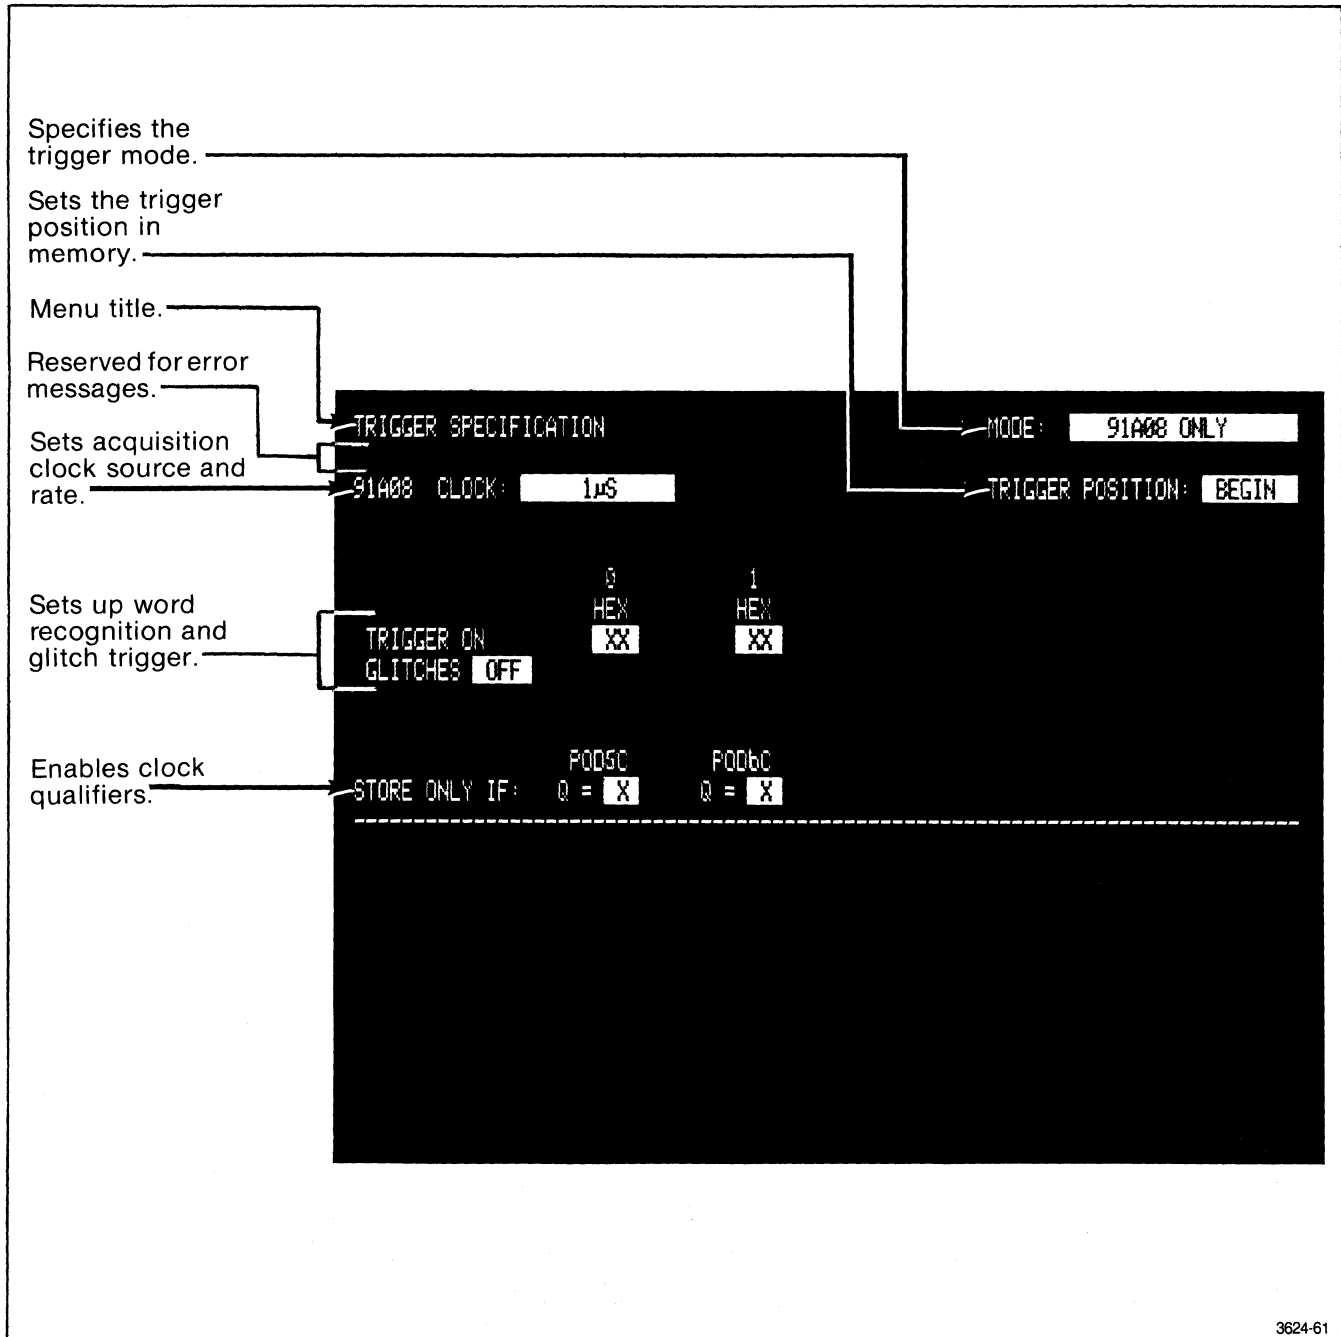 Specifies the
trigger mode.
Sets the trigger
position in
memory.
Menu title.
Reserved for error
messages.
Sets acquisition
clock source and
rate.
Sets up word
recognition and
glitch trigger.
Enables clock
qualifiers.
TRIGGER SPECIFICATION
MODE: 91A08 ONLY
91A08 CLOCK: 1µS
TRIGGER POSITION: BEGIN
0 1
HEX HEX
TRIGGER ON XX XX
GLITCHES OFF
POD5C POD6C
STORE ONLY IF: Q = X Q = X
3624-61